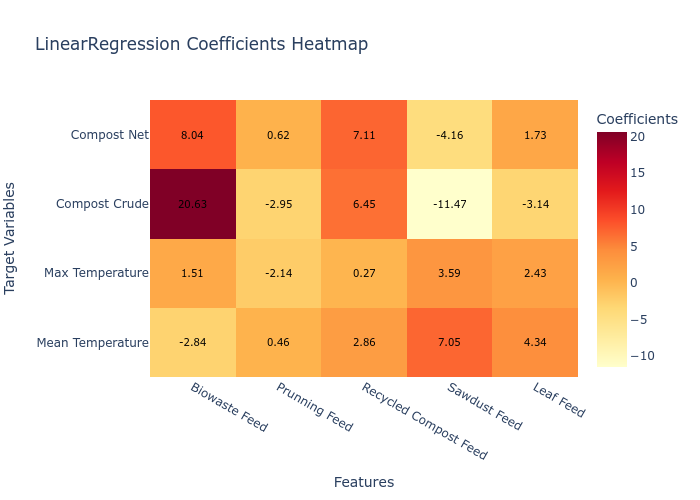 LinearRegression Coefficients Heatmap
Coefficients
Compost Net 8.04 0.62 7.11 -4.16 1.73
Compost Crude 20.63 -2.95 6.45 -11.47 -3.14
Max Temperature 1.51 -2.14 0.27 3.59 2.43
Mean Temperature -2.84 0.46 2.86 7.05 4.34
20
15
10
5
0
−5
−10
Target Variables
Biowaste Feed
Prunning Feed
Recycled Compost Feed
Sawdust Feed
Leaf Feed
Features